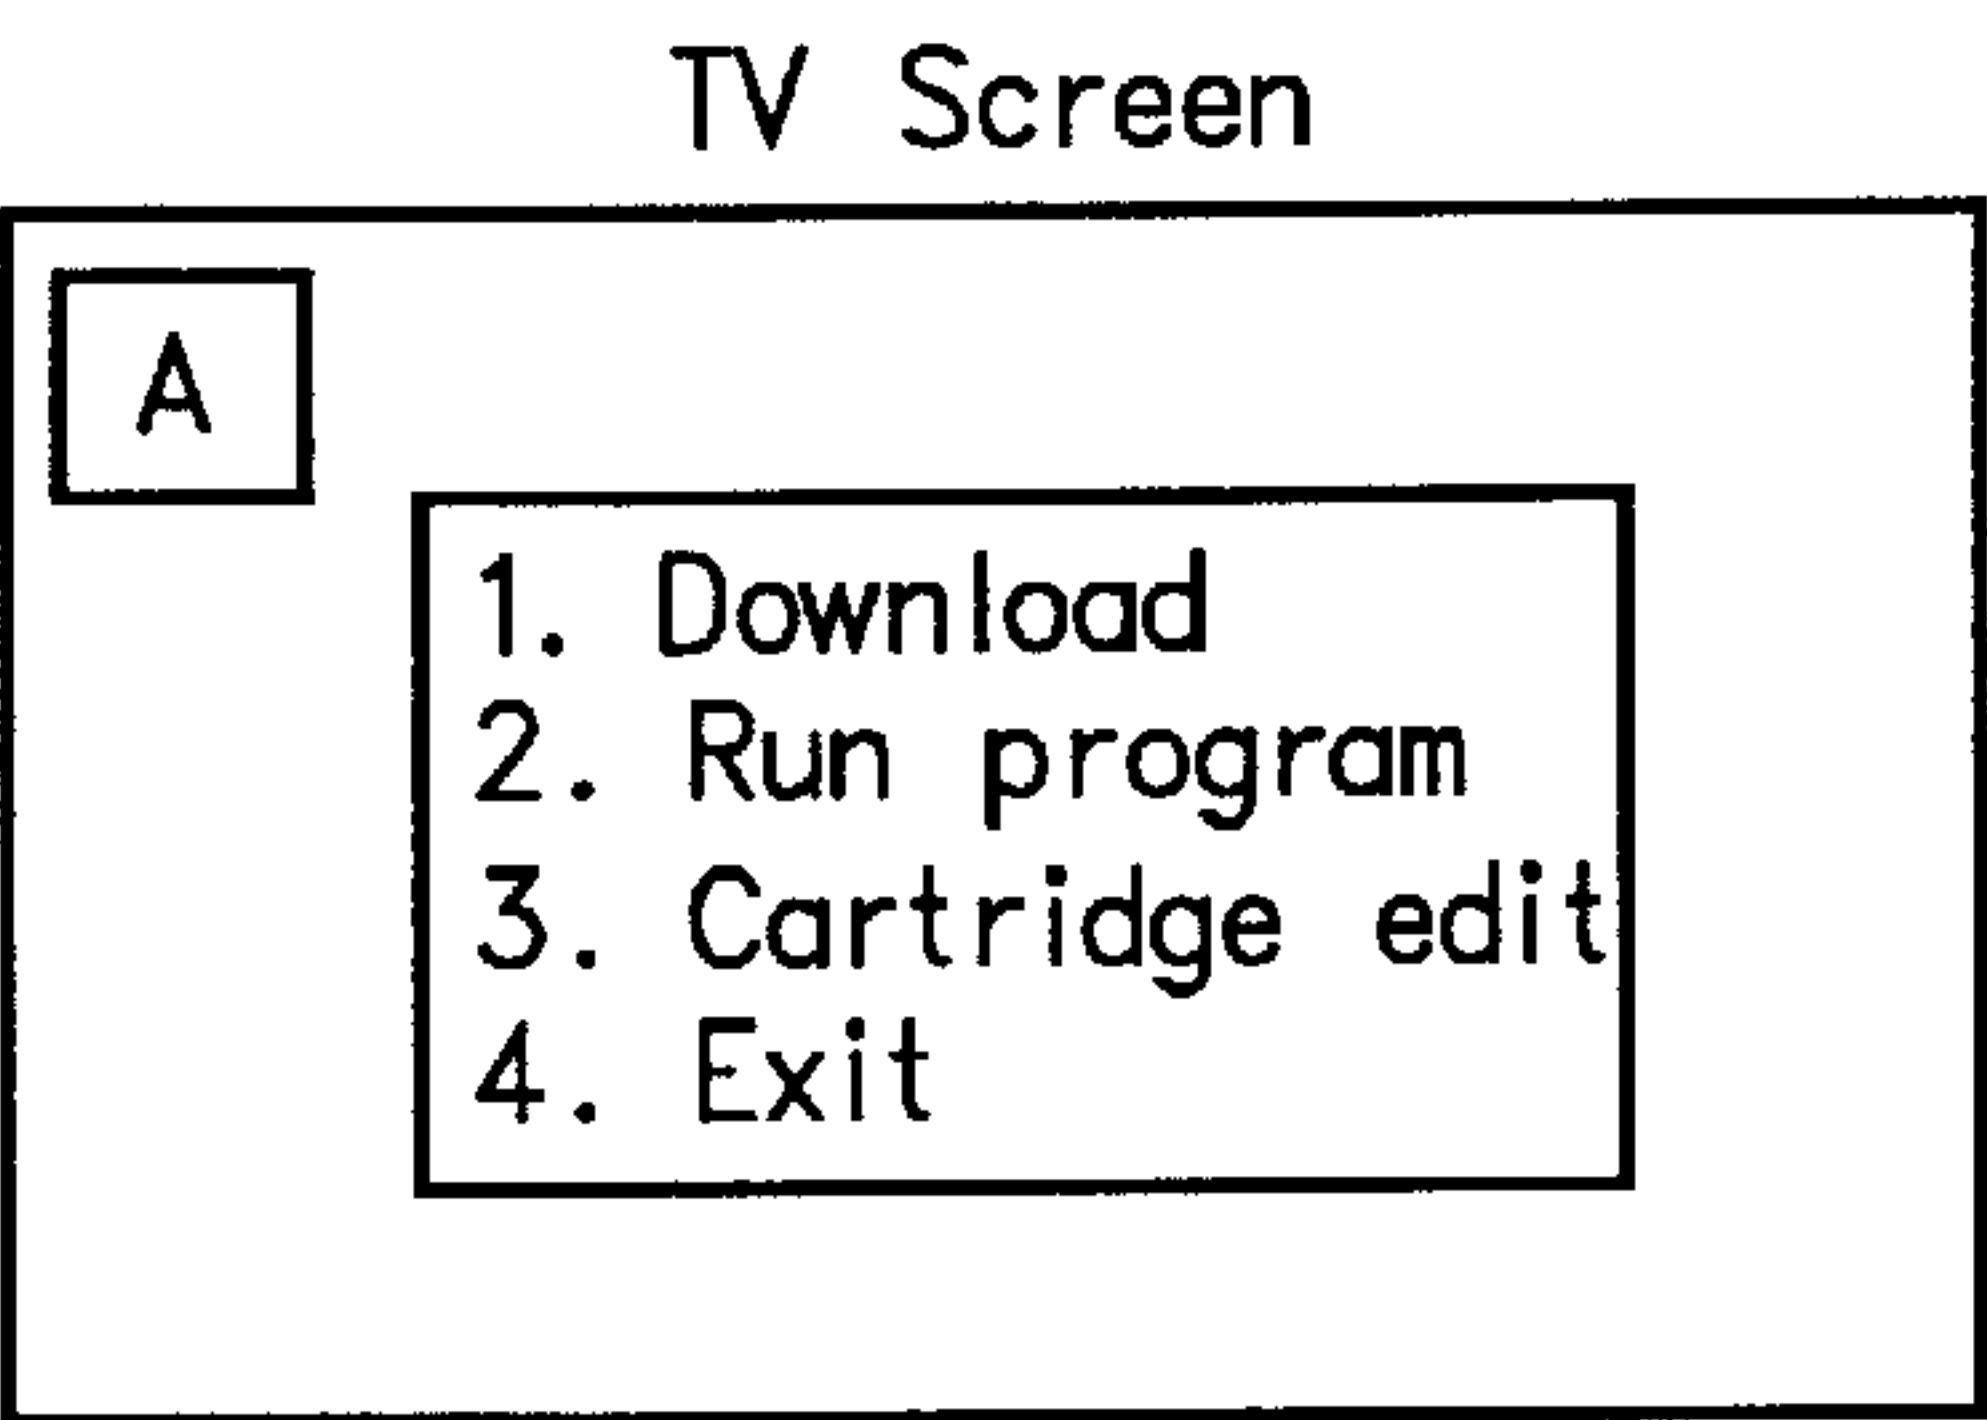 TV Screen
A
1. Download
2. Run program
3. Cartridge edit
4. Exit